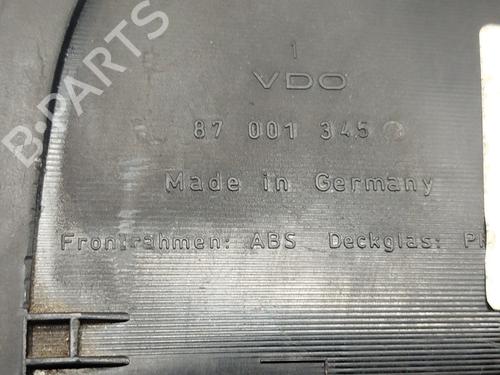 1
VDO
87 001 345
Made in Germany
Frontrahmen: ABS Deckglas:
B-PARTS